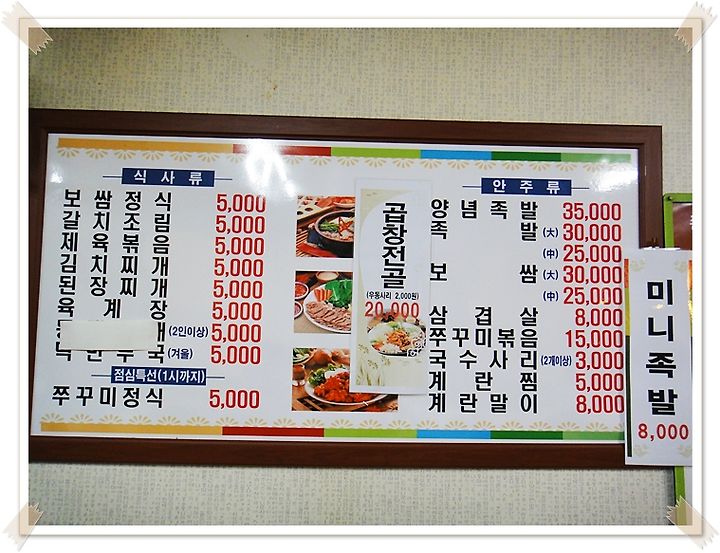 식사류
보쌈정식 5,000
갈치조림 5,000
제육볶음 5,000
김치찌개 5,000
된장찌개 5,000
육계장 5,000
개 (2인이상) 5,000
국 (겨울) 5,000
점심특선(1시까지)
쭈꾸미정식 5,000
곱창전골
(우동사리 2,000원)
20,000
안주류
양념족발 35,000
족발 (大) 30,000
(中) 25,000
보쌈 (大) 30,000
(中) 25,000
삼겹살 8,000
쭈꾸미볶음 15,000
국수사리 (2개이상) 3,000
계란찜 5,000
계란말이 8,000
미니족발
8,000